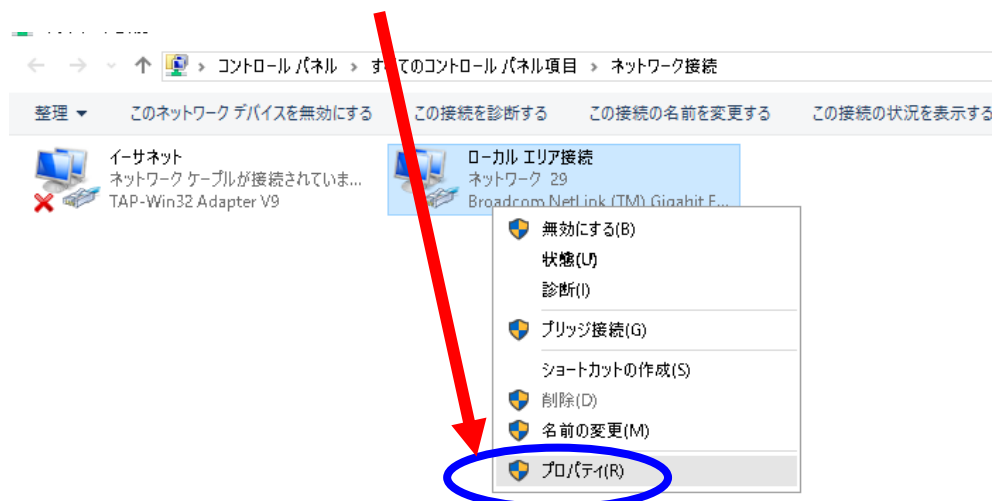 コントロール パネル › すべてのコントロール パネル項目 › ネットワーク接続
整理 このネットワーク デバイスを無効にする この接続を診断する この接続の名前を変更する この接続の状況を表示する
イーサネット
ネットワーク ケーブルが接続されていま...
TAP-Win32 Adapter V9
ローカル エリア接続
ネットワーク 29
Broadcom NetLink (TM) Gigabit E...
無効にする(B)
状態(U)
診断(I)
ブリッジ接続(G)
ショートカットの作成(S)
削除(D)
名前の変更(M)
プロパティ(R)